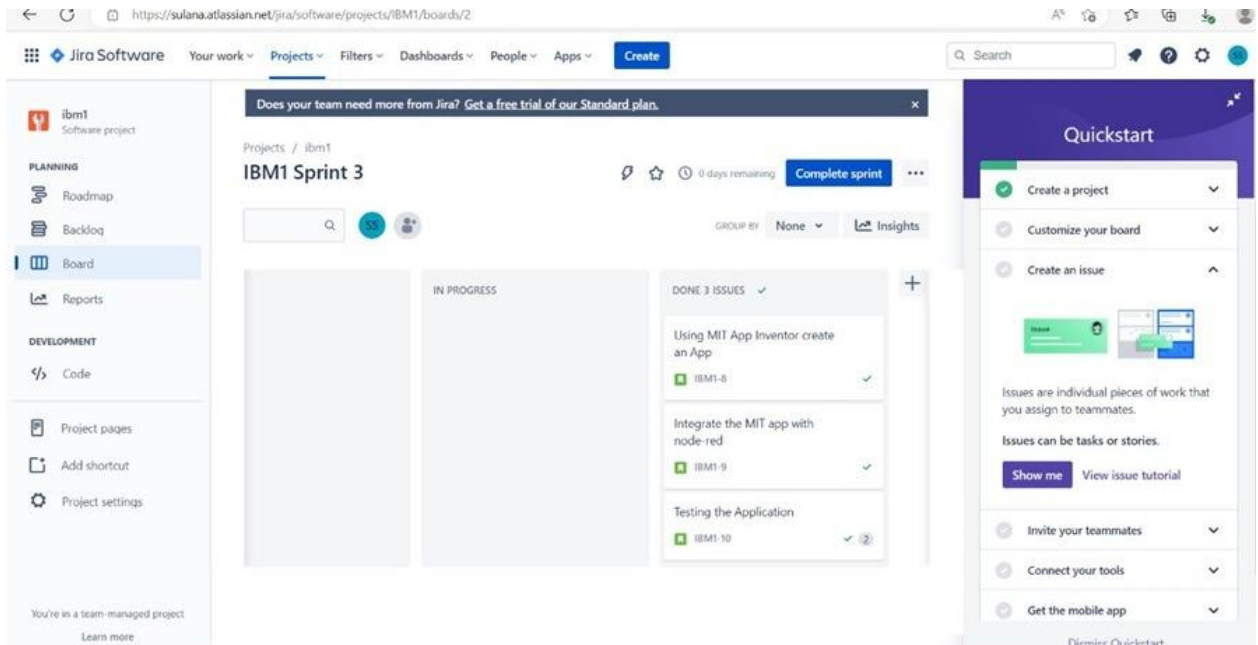 https://sulana.atlassian.net/jira/software/projects/IBM1/boards/2
Jira Software Your work Projects Filters Dashboards People Apps Create Search SS
ibm1
Software project
PLANNING
Roadmap
Backlog
Board
Reports
DEVELOPMENT
Code
Project pages
Add shortcut
Project settings
You're in a team-managed project
Learn more
Does your team need more from Jira? Get a free trial of our Standard plan.
Projects / ibm1
IBM1 Sprint 3
0 days remaining Complete sprint
SS GROUP BY None Insights
IN PROGRESS
DONE 3 ISSUES
Using MIT App Inventor create
an App
IBM1-8
Integrate the MIT app with
node-red
IBM1-9
Testing the Application
IBM1-10 2
Quickstart
Create a project
Customize your board
Create an issue
Issue
Issues are individual pieces of work that
you assign to teammates.
Issues can be tasks or stories.
Show me View issue tutorial
Invite your teammates
Connect your tools
Get the mobile app
Dismiss Quickstart